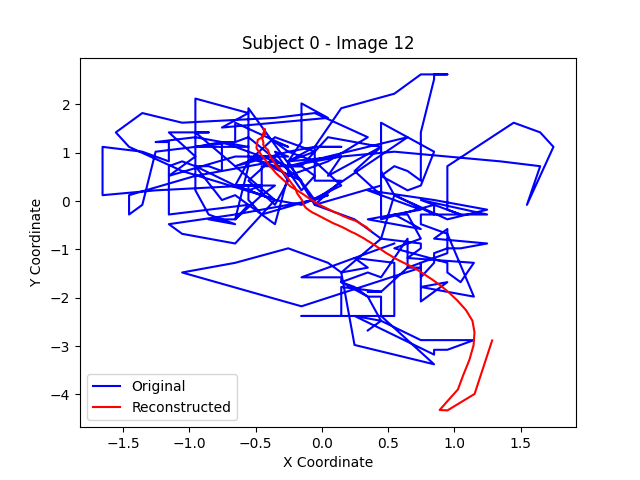 Subject 0 - Image 12
Y Coordinate
2
1
0
−1
−2
−3
−4
Original
Reconstructed
−1.5 −1.0 −0.5 0.0 0.5 1.0 1.5
X Coordinate